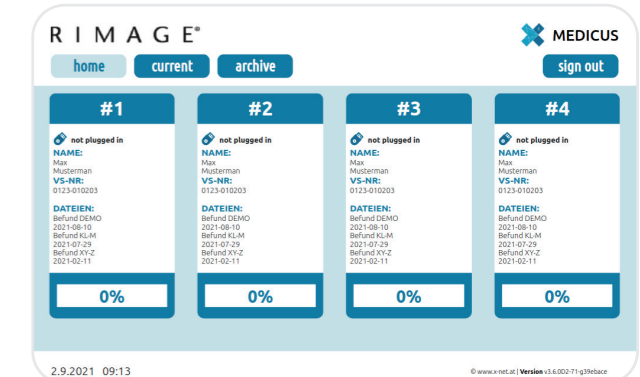 RIMAGE®
MEDICUS
home current archive sign out
#1
not plugged in
NAME:
Max
Musterman
VS-NR:
0123-010203
DATEIEN:
Befund DEMO
2021-08-10
Befund KL-M
2021-07-29
Befund XY-Z
2021-02-11
0%
#2
not plugged in
NAME:
Max
Musterman
VS-NR:
0123-010203
DATEIEN:
Befund DEMO
2021-08-10
Befund KL-M
2021-07-29
Befund XY-Z
2021-02-11
0%
#3
not plugged in
NAME:
Max
Musterman
VS-NR:
0123-010203
DATEIEN:
Befund DEMO
2021-08-10
Befund KL-M
2021-07-29
Befund XY-Z
2021-02-11
0%
#4
not plugged in
NAME:
Max
Musterman
VS-NR:
0123-010203
DATEIEN:
Befund DEMO
2021-08-10
Befund KL-M
2021-07-29
Befund XY-Z
2021-02-11
0%
2.9.2021 09:13
© www.x-net.at | Version v3.6.0D2-71-g39ebace